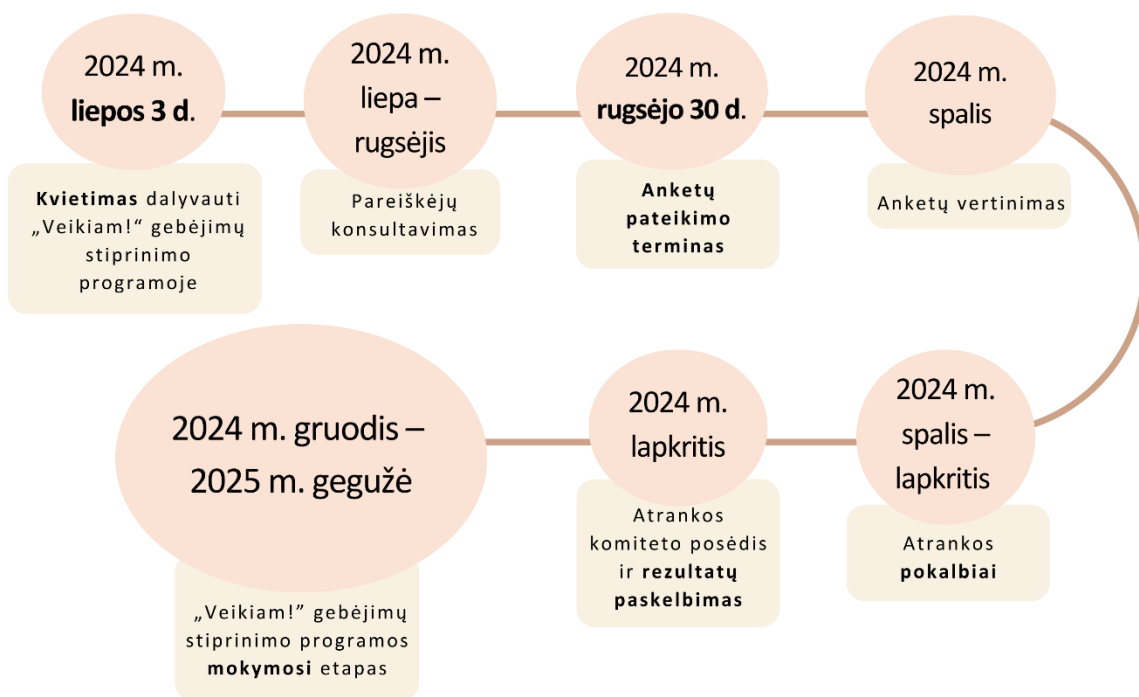 2024 m.
liepos 3 d.
Kvietimas dalyvauti
„Veikiam!“ gebėjimų
stiprinimo
programoje
2024 m.
liepa –
rugsėjis
Pareiškėjų
konsultavimas
2024 m.
rugsėjo 30 d.
Anketų
pateikimo
terminas
2024 m.
spalis
Anketų vertinimas
2024 m.
spalis –
lapkritis
Atrankos
pokalbiai
2024 m.
lapkritis
Atrankos
komiteto posėdis
ir rezultatų
paskelbimas
2024 m. gruodis –
2025 m. gegužė
„Veikiam!” gebėjimų
stiprinimo programos
mokymosi etapas